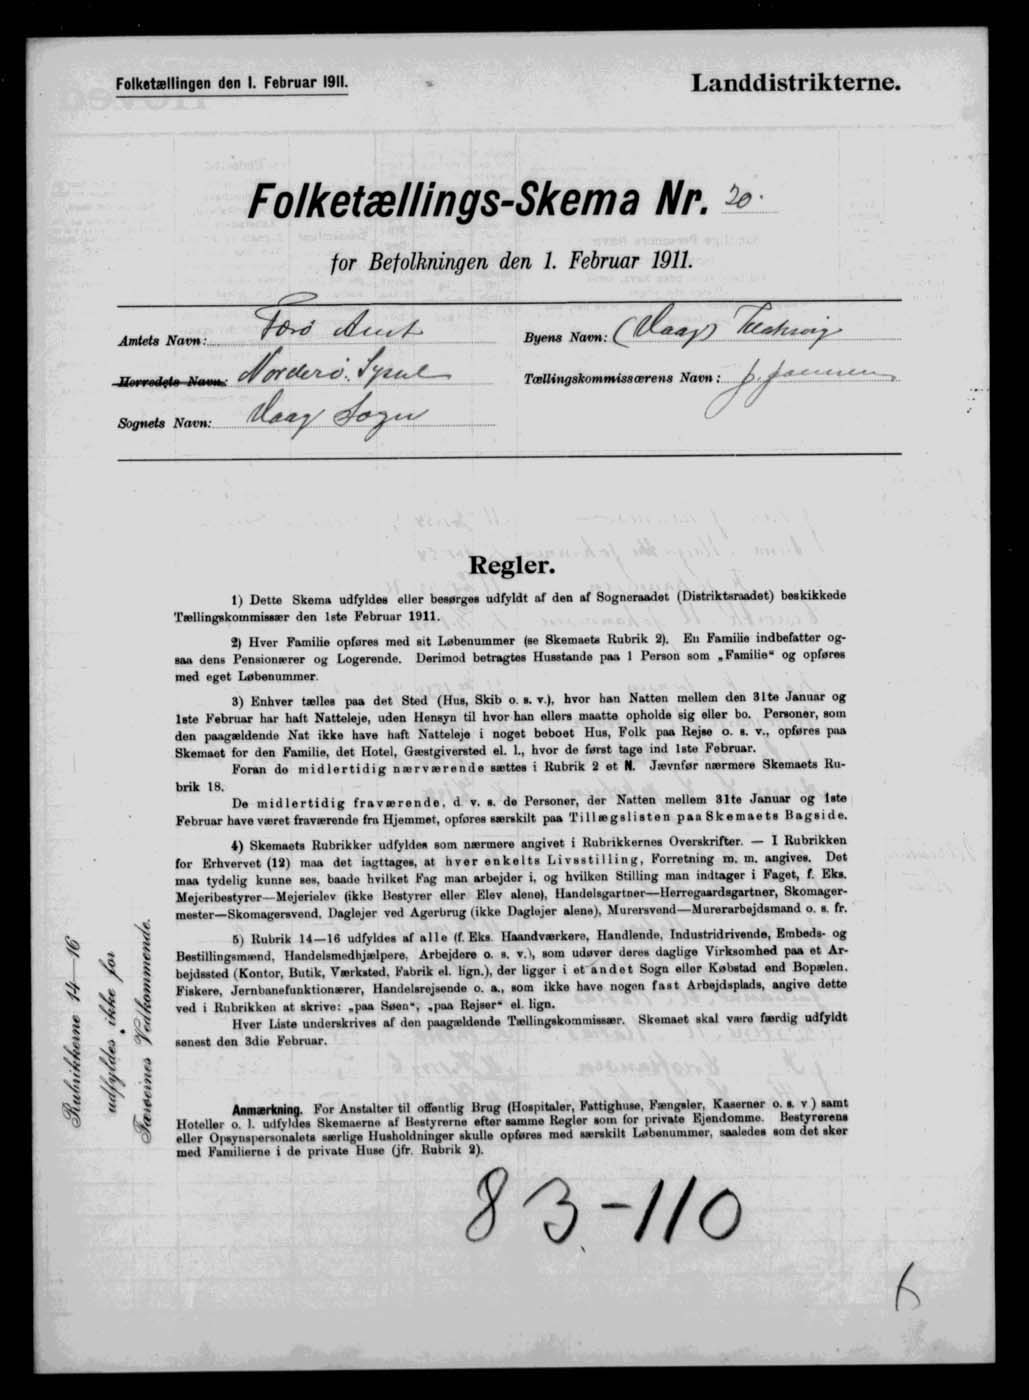 Folketællingen den 1. Februar 1911.
Landdistrikterne.
Folketællings-Skema Nr. 20.
for Befolkningen den 1. Februar 1911.
Amtets Navn: Færø Amt
Herredets Navn: Norderø Syssel
Sognets Navn: Vaag Sogn
Byens Navn: (Vaag) Klaksvig
Tællingskommissærens Navn: J. Joensen
Regler.
1) Dette Skema udfyldes eller besørges udfyldt af den af Sogneraadet (Distriktsraadet) beskikkede
Tællingskommissær den 1ste Februar 1911.
2) Hver Familie opføres med sit Løbenummer (se Skemaets Rubrik 2). En Familie indbefatter og-
saa dens Pensionærer og Logerende. Derimod betragtes Husstande paa 1 Person som „Familie“ og opføres
med eget Løbenummer.
3) Enhver tælles paa det Sted (Hus, Skib o. s. v.), hvor han Natten mellem den 31te Januar og
1ste Februar har haft Natteleje, uden Hensyn til hvor han ellers maatte opholde sig eller bo. Personer, som
den paagældende Nat ikke have haft Natteleje i noget beboet Hus, Folk paa Rejse o. s. v., opføres paa
Skemaet for den Familie, det Hotel, Gæstgiversted el. l., hvor de først tage ind 1ste Februar.
Foran de midlertidig nærværende sættes i Rubrik 2 et N. Jævnfør nærmere Skemaets Ru-
brik 18.
De midlertidig fraværende, d. v. s. de Personer, der Natten mellem 31te Januar og 1ste
Februar have været fraværende fra Hjemmet, opføres særskilt paa Tillægslisten paa Skemaets Bagside.
4) Skemaets Rubrikker udfyldes som nærmere angivet i Rubrikkernes Overskrifter. — I Rubrikken
for Erhvervet (12) maa det iagttages, at hver enkelts Livsstilling, Forretning m. m. angives. Det
maa tydelig kunne ses, baade hvilket Fag man arbejder i, og hvilken Stilling man indtager i Faget, f. Eks.
Mejeribestyrer—Mejerielev (ikke Bestyrer eller Elev alene), Handelsgartner—Herregaardsgartner, Skomager-
mester—Skomagersvend, Daglejer ved Agerbrug (ikke Daglejer alene), Murersvend—Murerarbejdsmand o. s. fr.
5) Rubrik 14—16 udfyldes af alle (f. Eks. Haandværkere, Handlende, Industridrivende, Embeds- og
Bestillingsmænd, Handelsmedhjælpere, Arbejdere o. s. v.), som udøver deres daglige Virksomhed paa et Ar-
bejdssted (Kontor, Butik, Værksted, Fabrik el. lign.), der ligger i et andet Sogn eller Købstad end Bopælen.
Fiskere, Jernbanefunktionærer, Handelsrejsende o. a., som ikke have nogen fast Arbejdsplads, angive dette
ved i Rubrikken at skrive: „paa Søen“, „paa Rejser“ el. lign.
Hver Liste underskrives af den paagældende Tællingskommissær. Skemaet skal være færdig udfyldt
senest den 3die Februar.
Rubrikkerne 14—16
udfyldes ikke for
Færøernes Vedkommende.
Anmærkning. For Anstalter til offentlig Brug (Hospitaler, Fattighuse, Fængsler, Kaserner o. s. v.) samt
Hoteller o. l. udfyldes Skemaerne af Bestyrerne efter samme Regler som for private Ejendomme. Bestyrerens
eller Opsynspersonalets særlige Husholdninger skulle opføres med særskilt Løbenummer, saaledes som det sker
med Familierne i de private Huse (jfr. Rubrik 2).
83-110
6